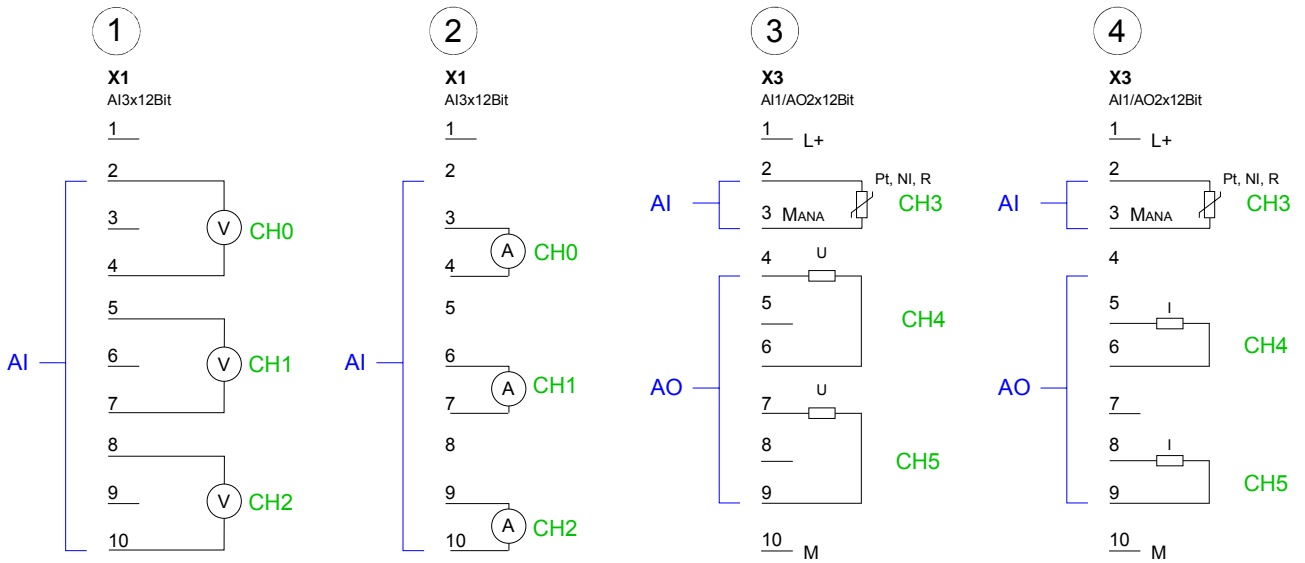 1
X1
AI3x12Bit
1
2
3
V
CH0
4
5
AI
6
V
CH1
7
8
9
V
CH2
10
2
X1
AI3x12Bit
1
2
3
A
CH0
4
5
AI
6
A
CH1
7
8
9
A
CH2
10
3
X3
AI1/AO2x12Bit
1 L+
2
Pt, NI, R
AI
3 MANA
CH3
U
4
5
CH4
6
AO
U
7
8
CH5
9
10 M
4
X3
AI1/AO2x12Bit
1 L+
2
Pt, NI, R
AI
3 MANA
CH3
4
5
I
CH4
6
AO
7
8
I
CH5
9
10 M